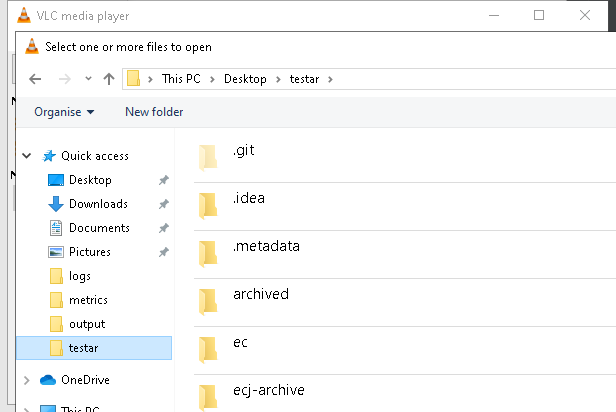 VLC media player
Select one or more files to open
This PC Desktop testar
Organise New folder
Quick access
Desktop
Downloads
Documents
Pictures
logs
metrics
output
testar
OneDrive
This PC
.git
.idea
.metadata
archived
ec
ecj-archive